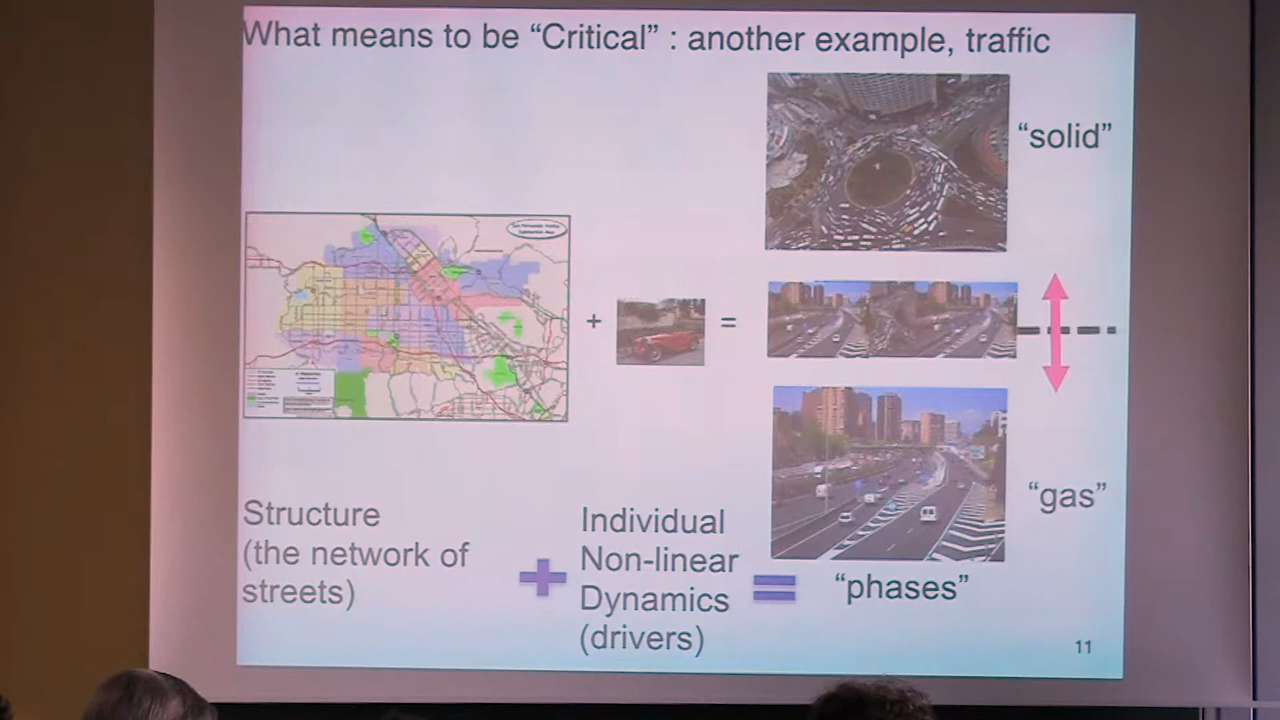 What means to be “Critical” : another example, traffic
“solid”
+
=
“gas”
Structure
(the network of
streets)
+
Individual
Non-linear
Dynamics
(drivers)
=
“phases”
11